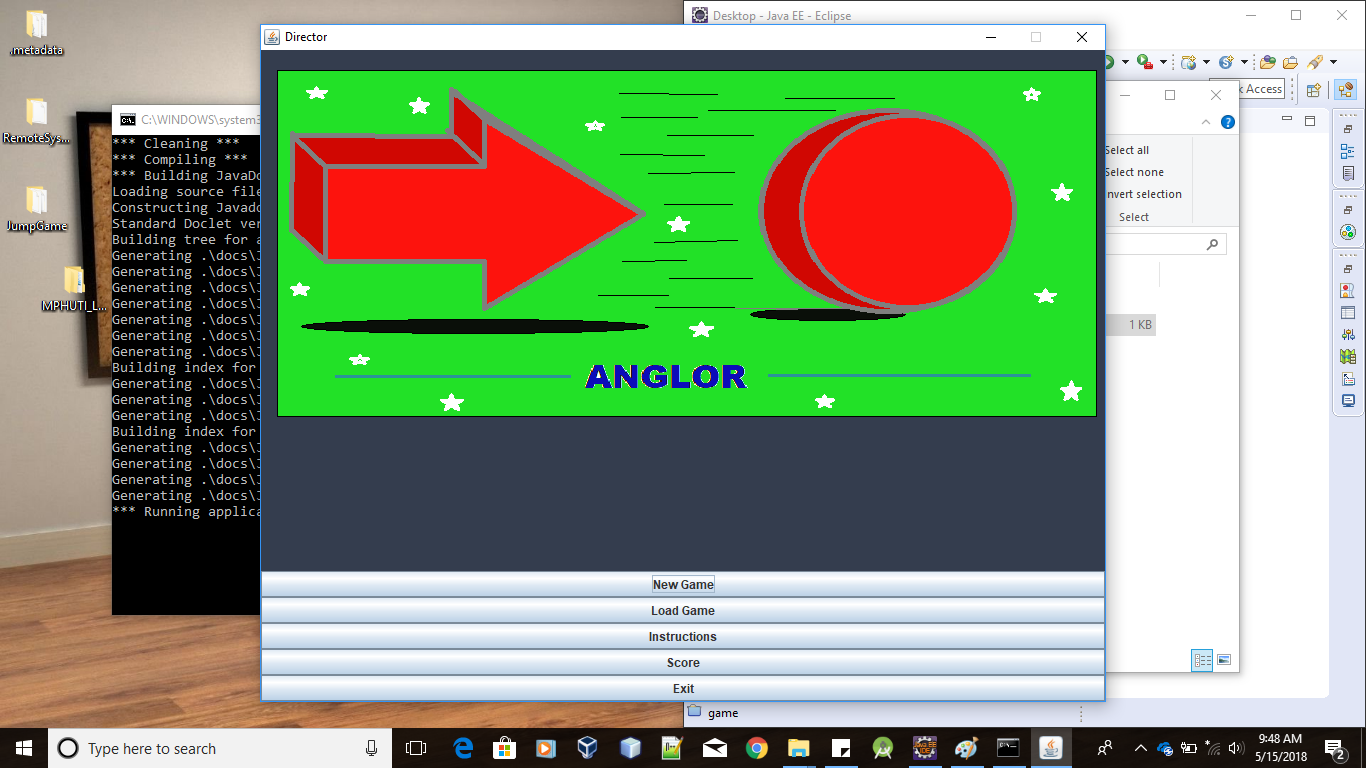 .metadata
RemoteSys...
JumpGame
IMPHUTI_L...
Desktop - Java EE - Eclipse
Access
C:\WINDOWS\system3
*** Cleaning ***
*** Compiling ***
*** Building JavaDo
Loading source file
Constructing Javado
Standard Doclet ver
Building tree for a
Generating .\docs\J
Generating .\docs\J
Generating .\docs\J
Generating .\docs\J
Generating .\docs\J
Generating .\docs\J
Generating .\docs\J
Building index for
Generating .\docs\J
Generating .\docs\J
Generating .\docs\J
Building index for
Generating .\docs\J
Generating .\docs\J
Generating .\docs\J
Generating .\docs\J
*** Running applica
Director
ANGLOR
New Game
Load Game
Instructions
Score
Exit
Select all
Select none
nvert selection
Select
1 KB
game
Type here to search
9:48 AM
5/15/2018
2